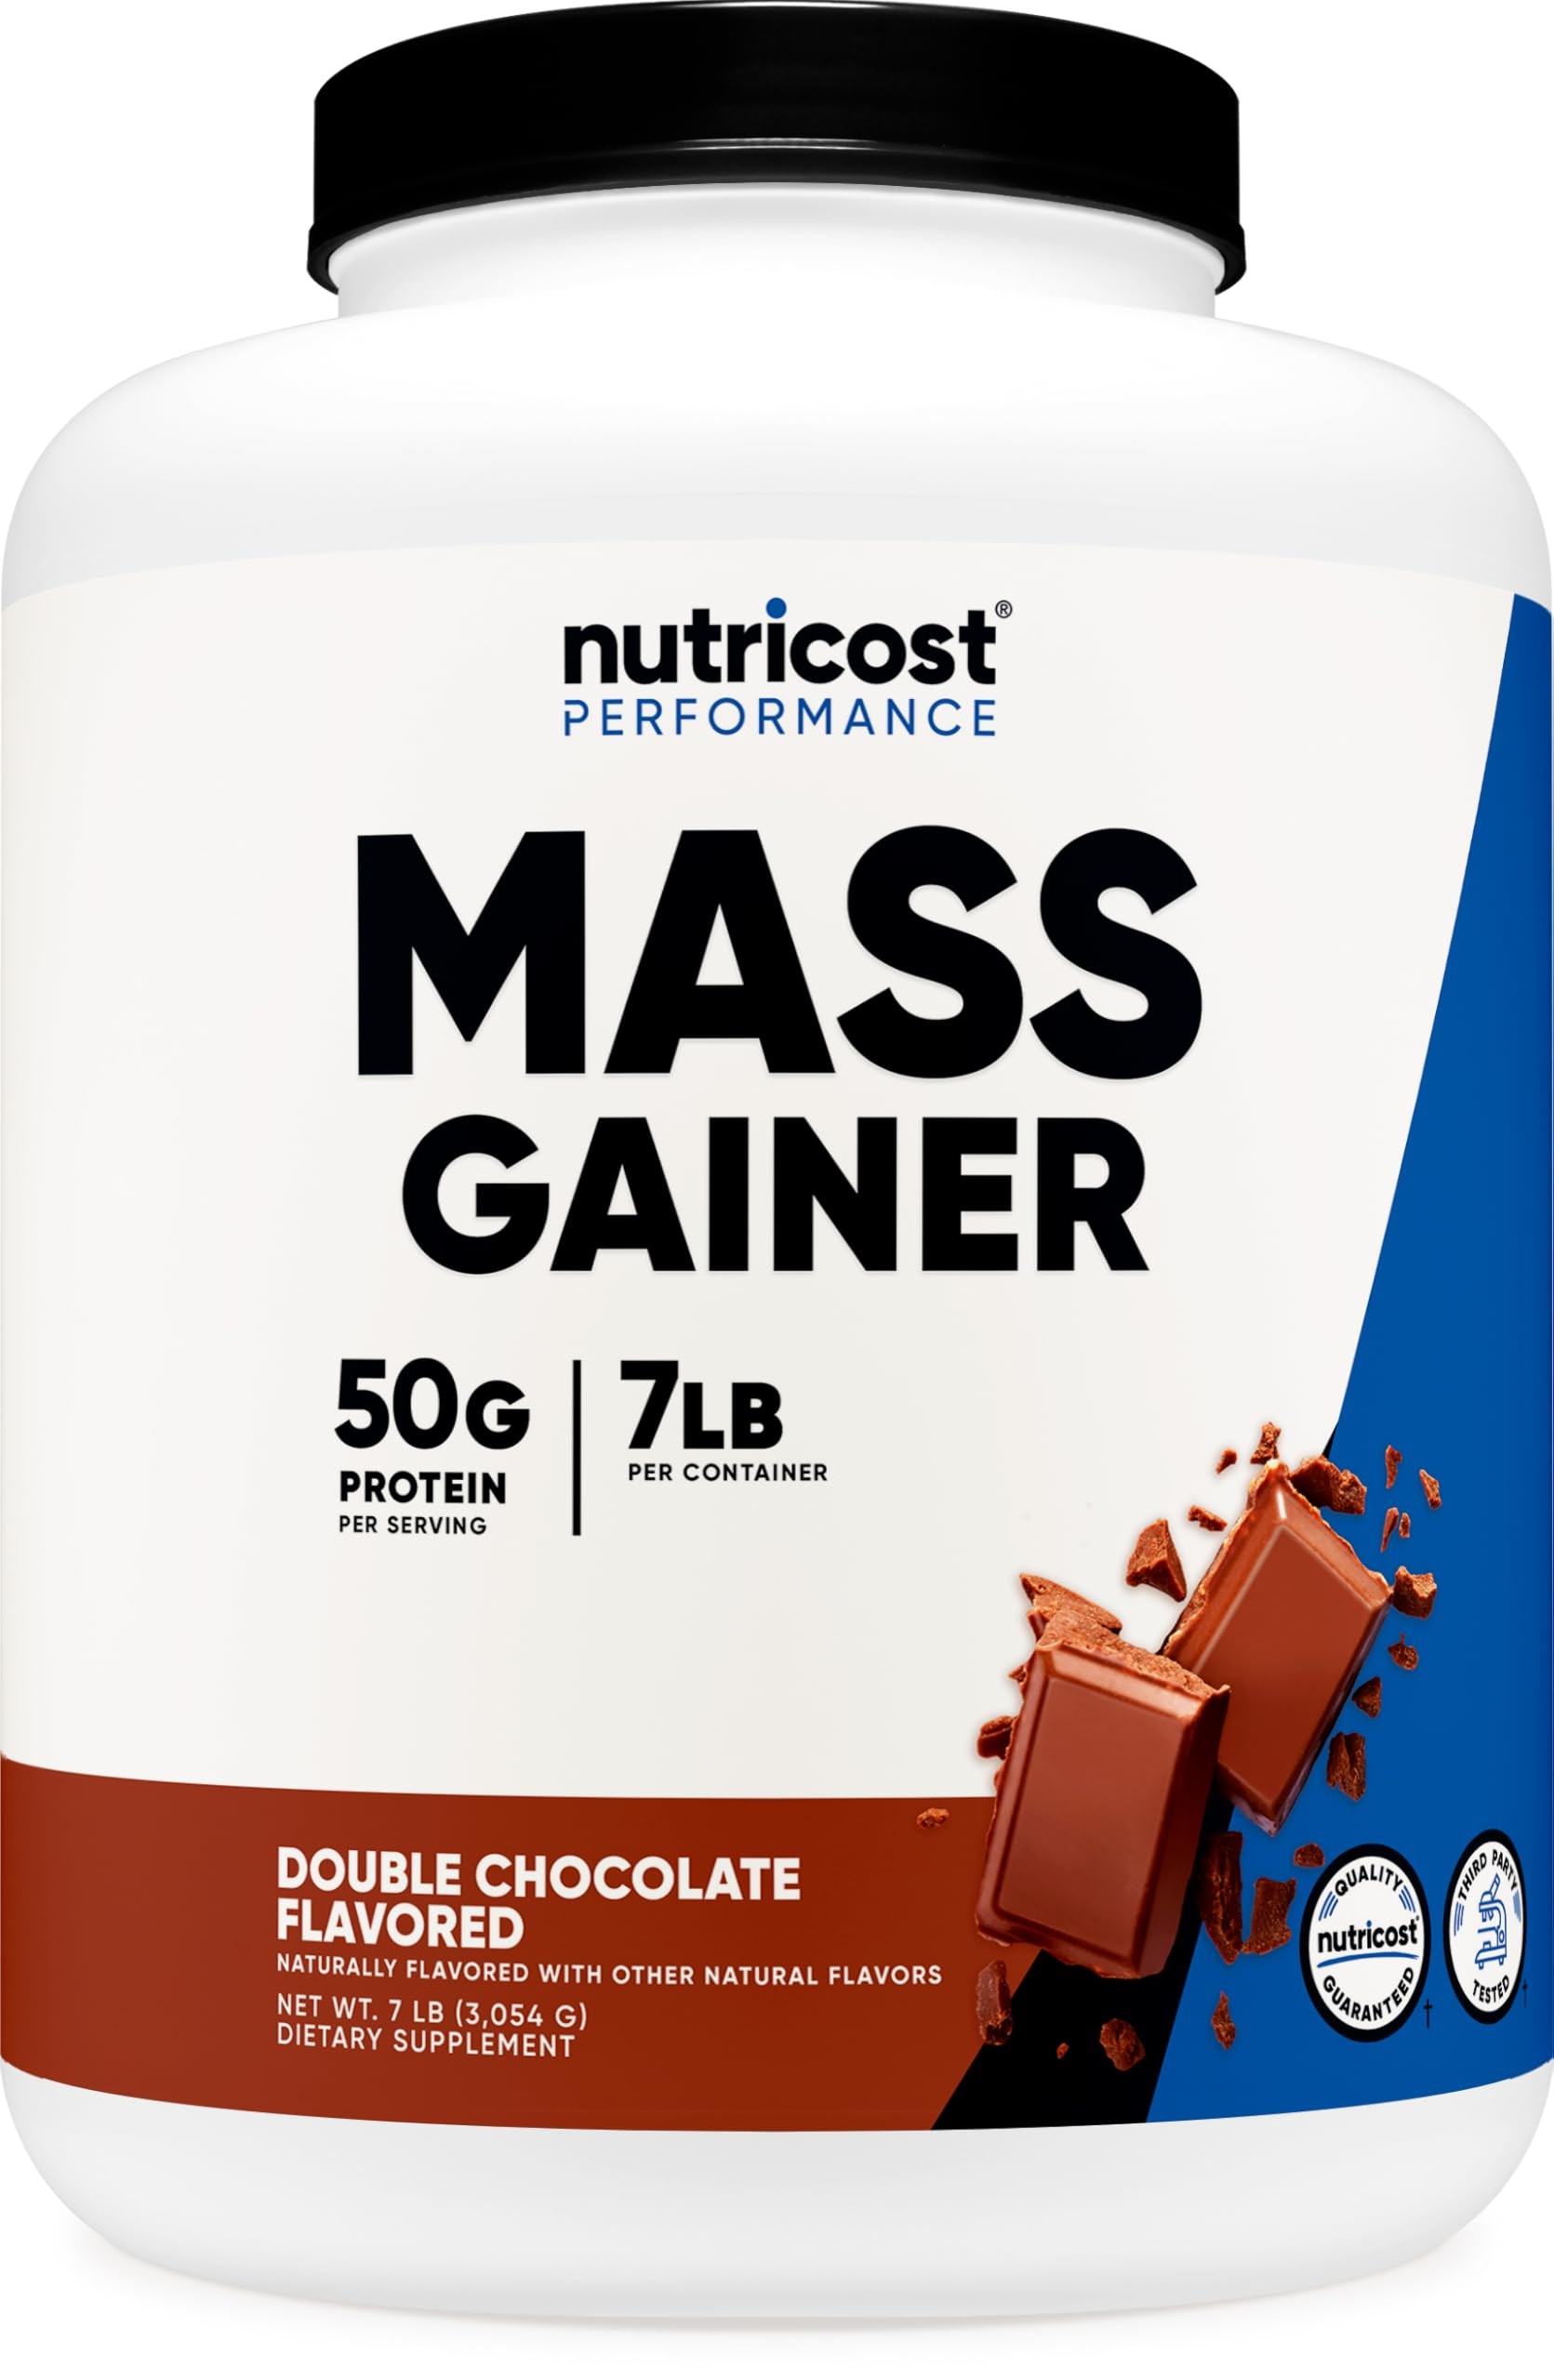 nutricost®
PERFORMANCE
MASS
GAINER
50G
PROTEIN
PER SERVING
7LB
PER CONTAINER
DOUBLE CHOCOLATE
FLAVORED
NATURALLY FLAVORED WITH OTHER NATURAL FLAVORS
NET WT. 7 LB (3,054 G)
DIETARY SUPPLEMENT
QUALITY
nutricost®
GUARANTEED
†
THIRD PARTY
TESTED
†